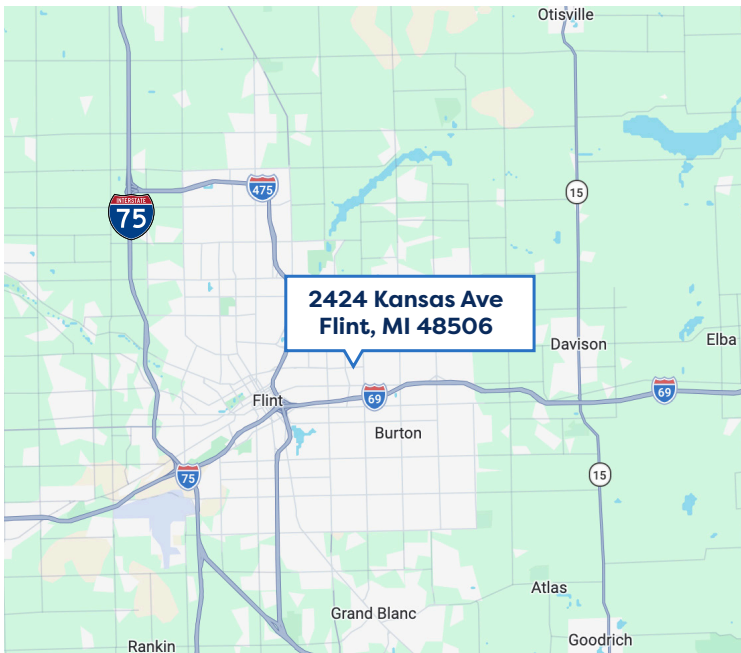 Otisville
475
INTERSTATE
75
15
2424 Kansas Ave
Flint, MI 48506
Davison
Elba
Flint
69
69
Burton
75
15
Atlas
Grand Blanc
Rankin
Goodrich